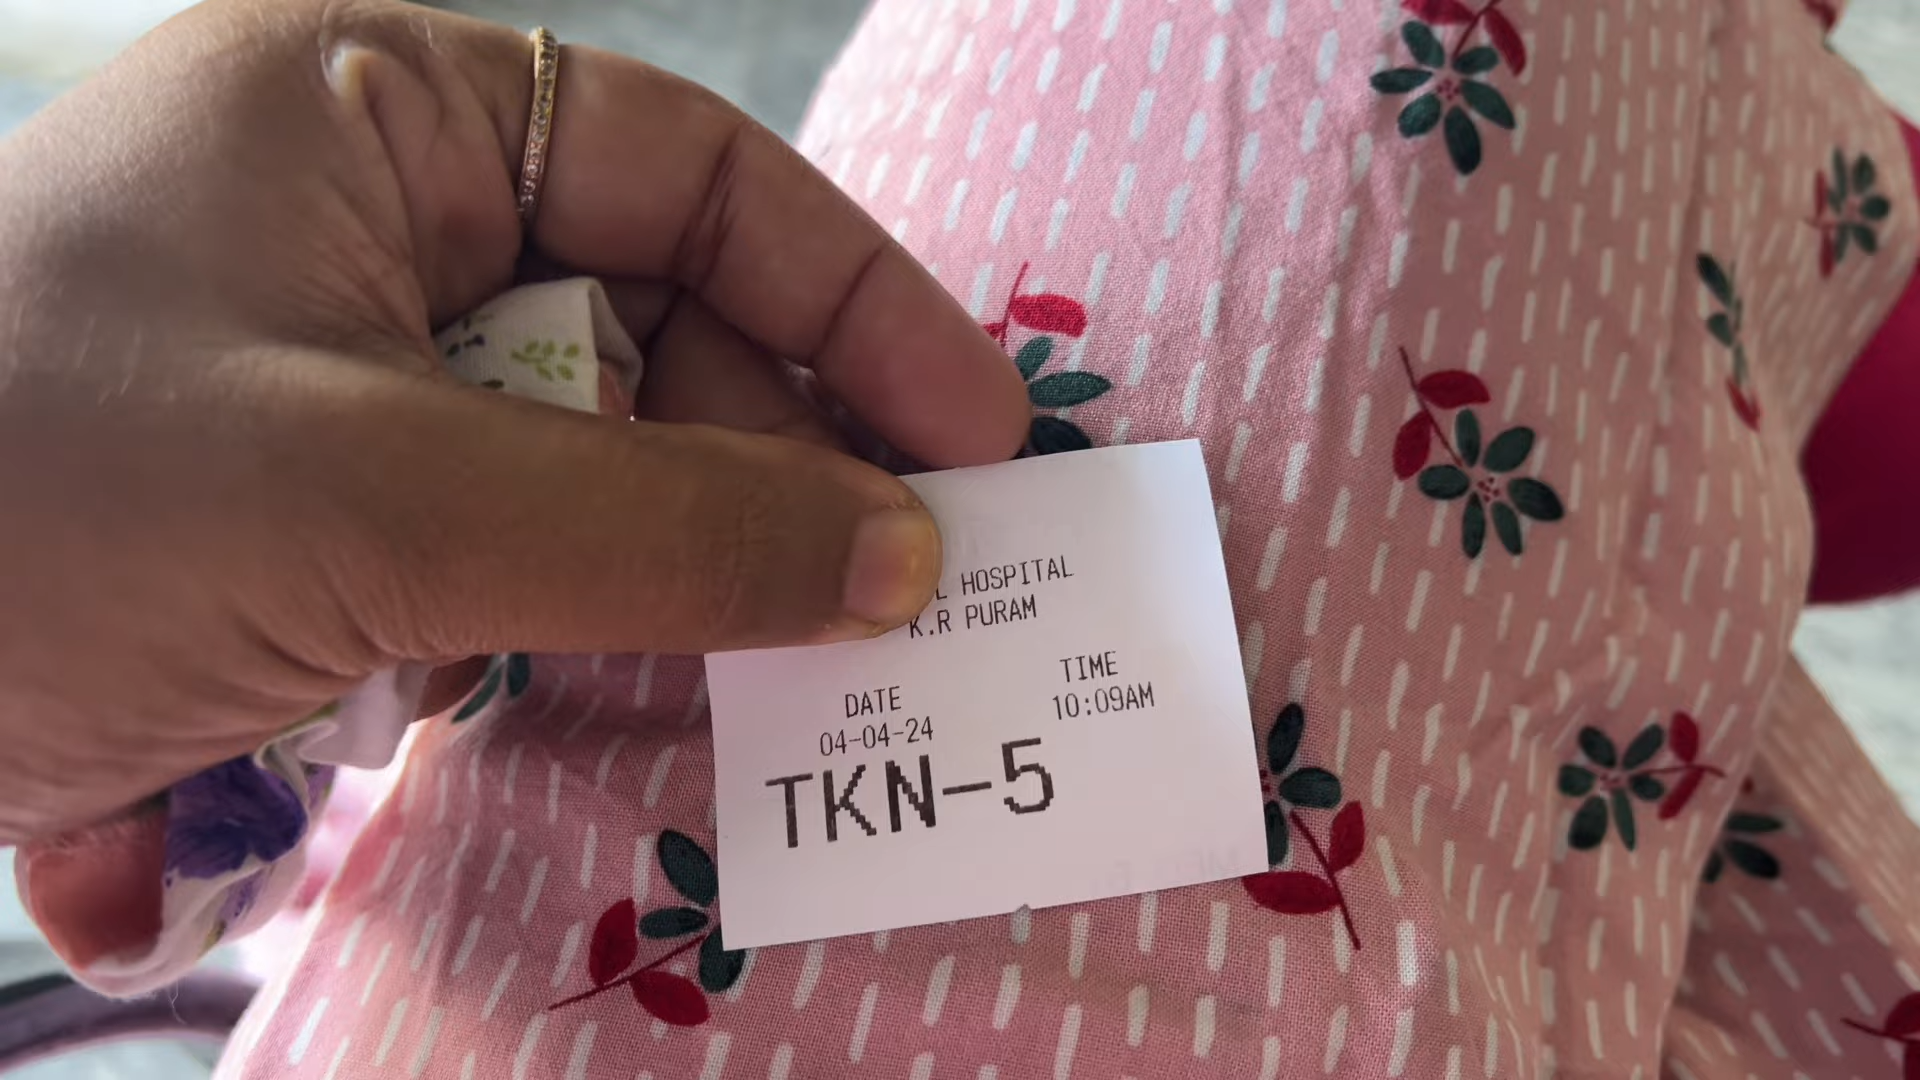 HOSPITAL
K.R PURAM
DATE
TIME
04-04-24
10:09AM
TKN-5